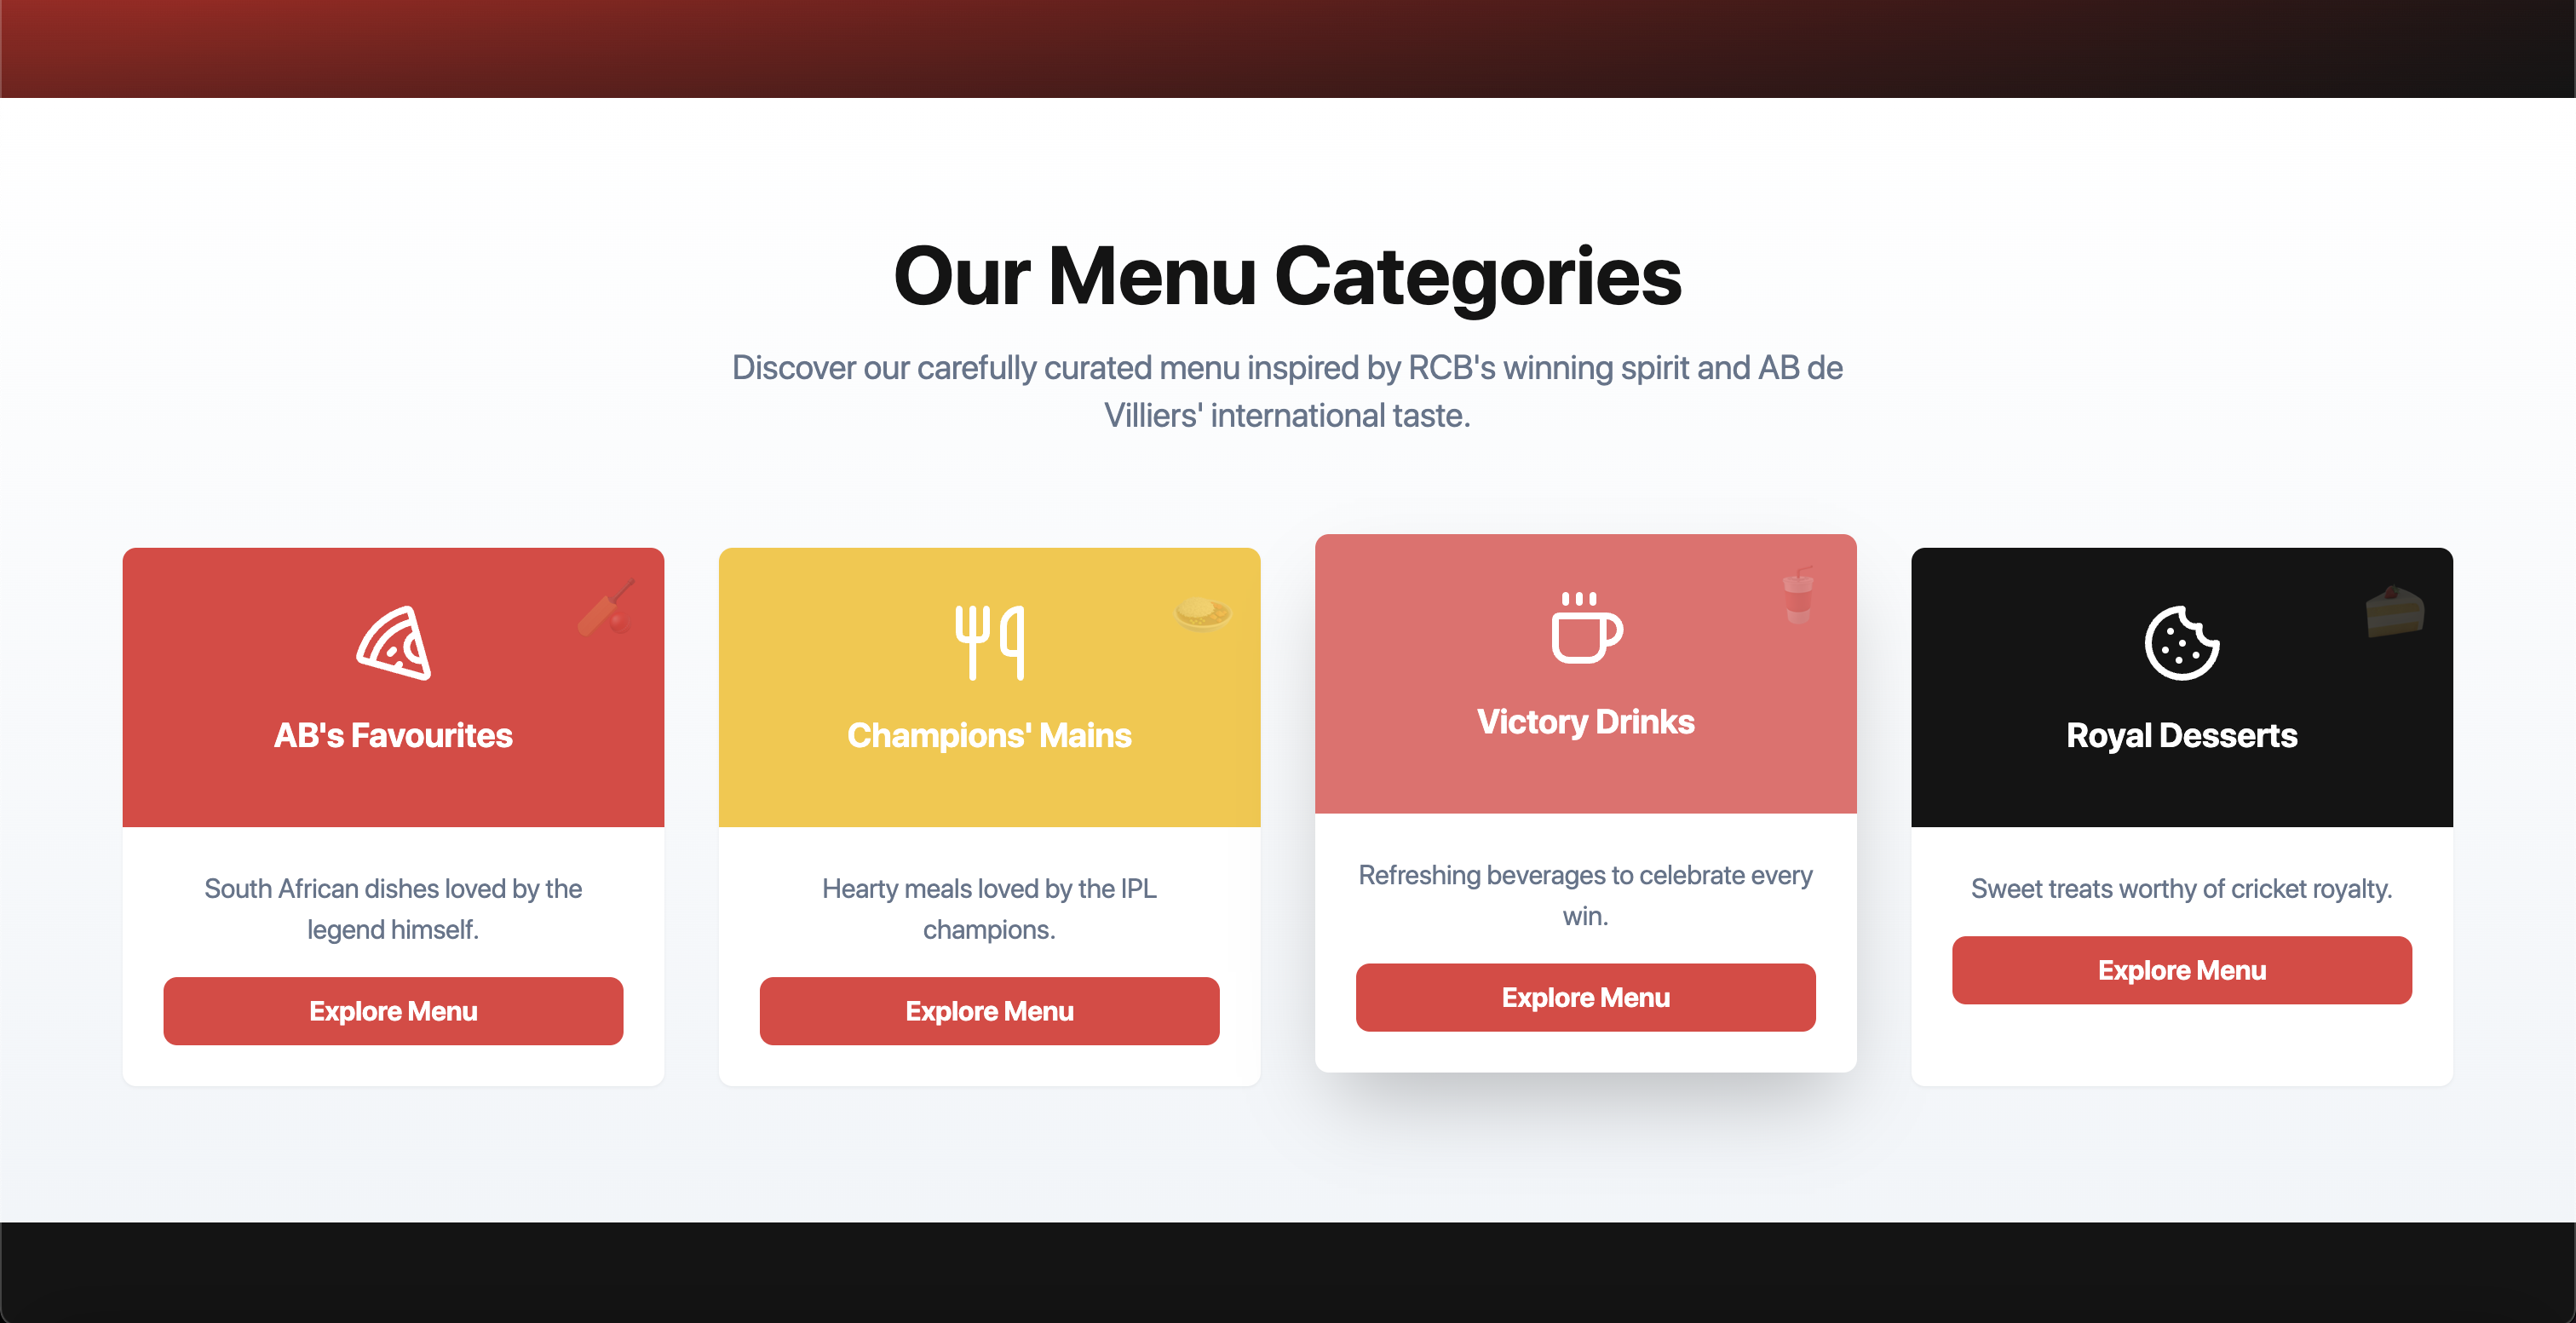 Our Menu Categories
Discover our carefully curated menu inspired by RCB's winning spirit and AB de
Villiers' international taste.
AB's Favourites
South African dishes loved by the
legend himself.
Explore Menu
Champions' Mains
Hearty meals loved by the IPL
champions.
Explore Menu
Victory Drinks
Refreshing beverages to celebrate every
win.
Explore Menu
Royal Desserts
Sweet treats worthy of cricket royalty.
Explore Menu